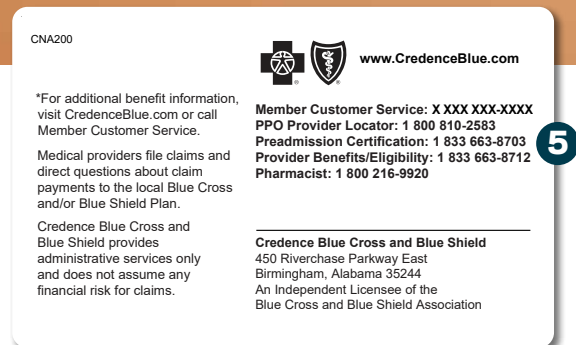 CNA200
www.CredenceBlue.com
*For additional benefit information,
visit CredenceBlue.com or call
Member Customer Service.
Medical providers file claims and
direct questions about claim
payments to the local Blue Cross
and/or Blue Shield Plan.
Credence Blue Cross and
Blue Shield provides
administrative services only
and does not assume any
financial risk for claims.
Member Customer Service: X XXX XXX-XXXX
PPO Provider Locator: 1 800 810-2583
Preadmission Certification: 1 833 663-8703
Provider Benefits/Eligibility: 1 833 663-8712
Pharmacist: 1 800 216-9920
5
Credence Blue Cross and Blue Shield
450 Riverchase Parkway East
Birmingham, Alabama 35244
An Independent Licensee of the
Blue Cross and Blue Shield Association